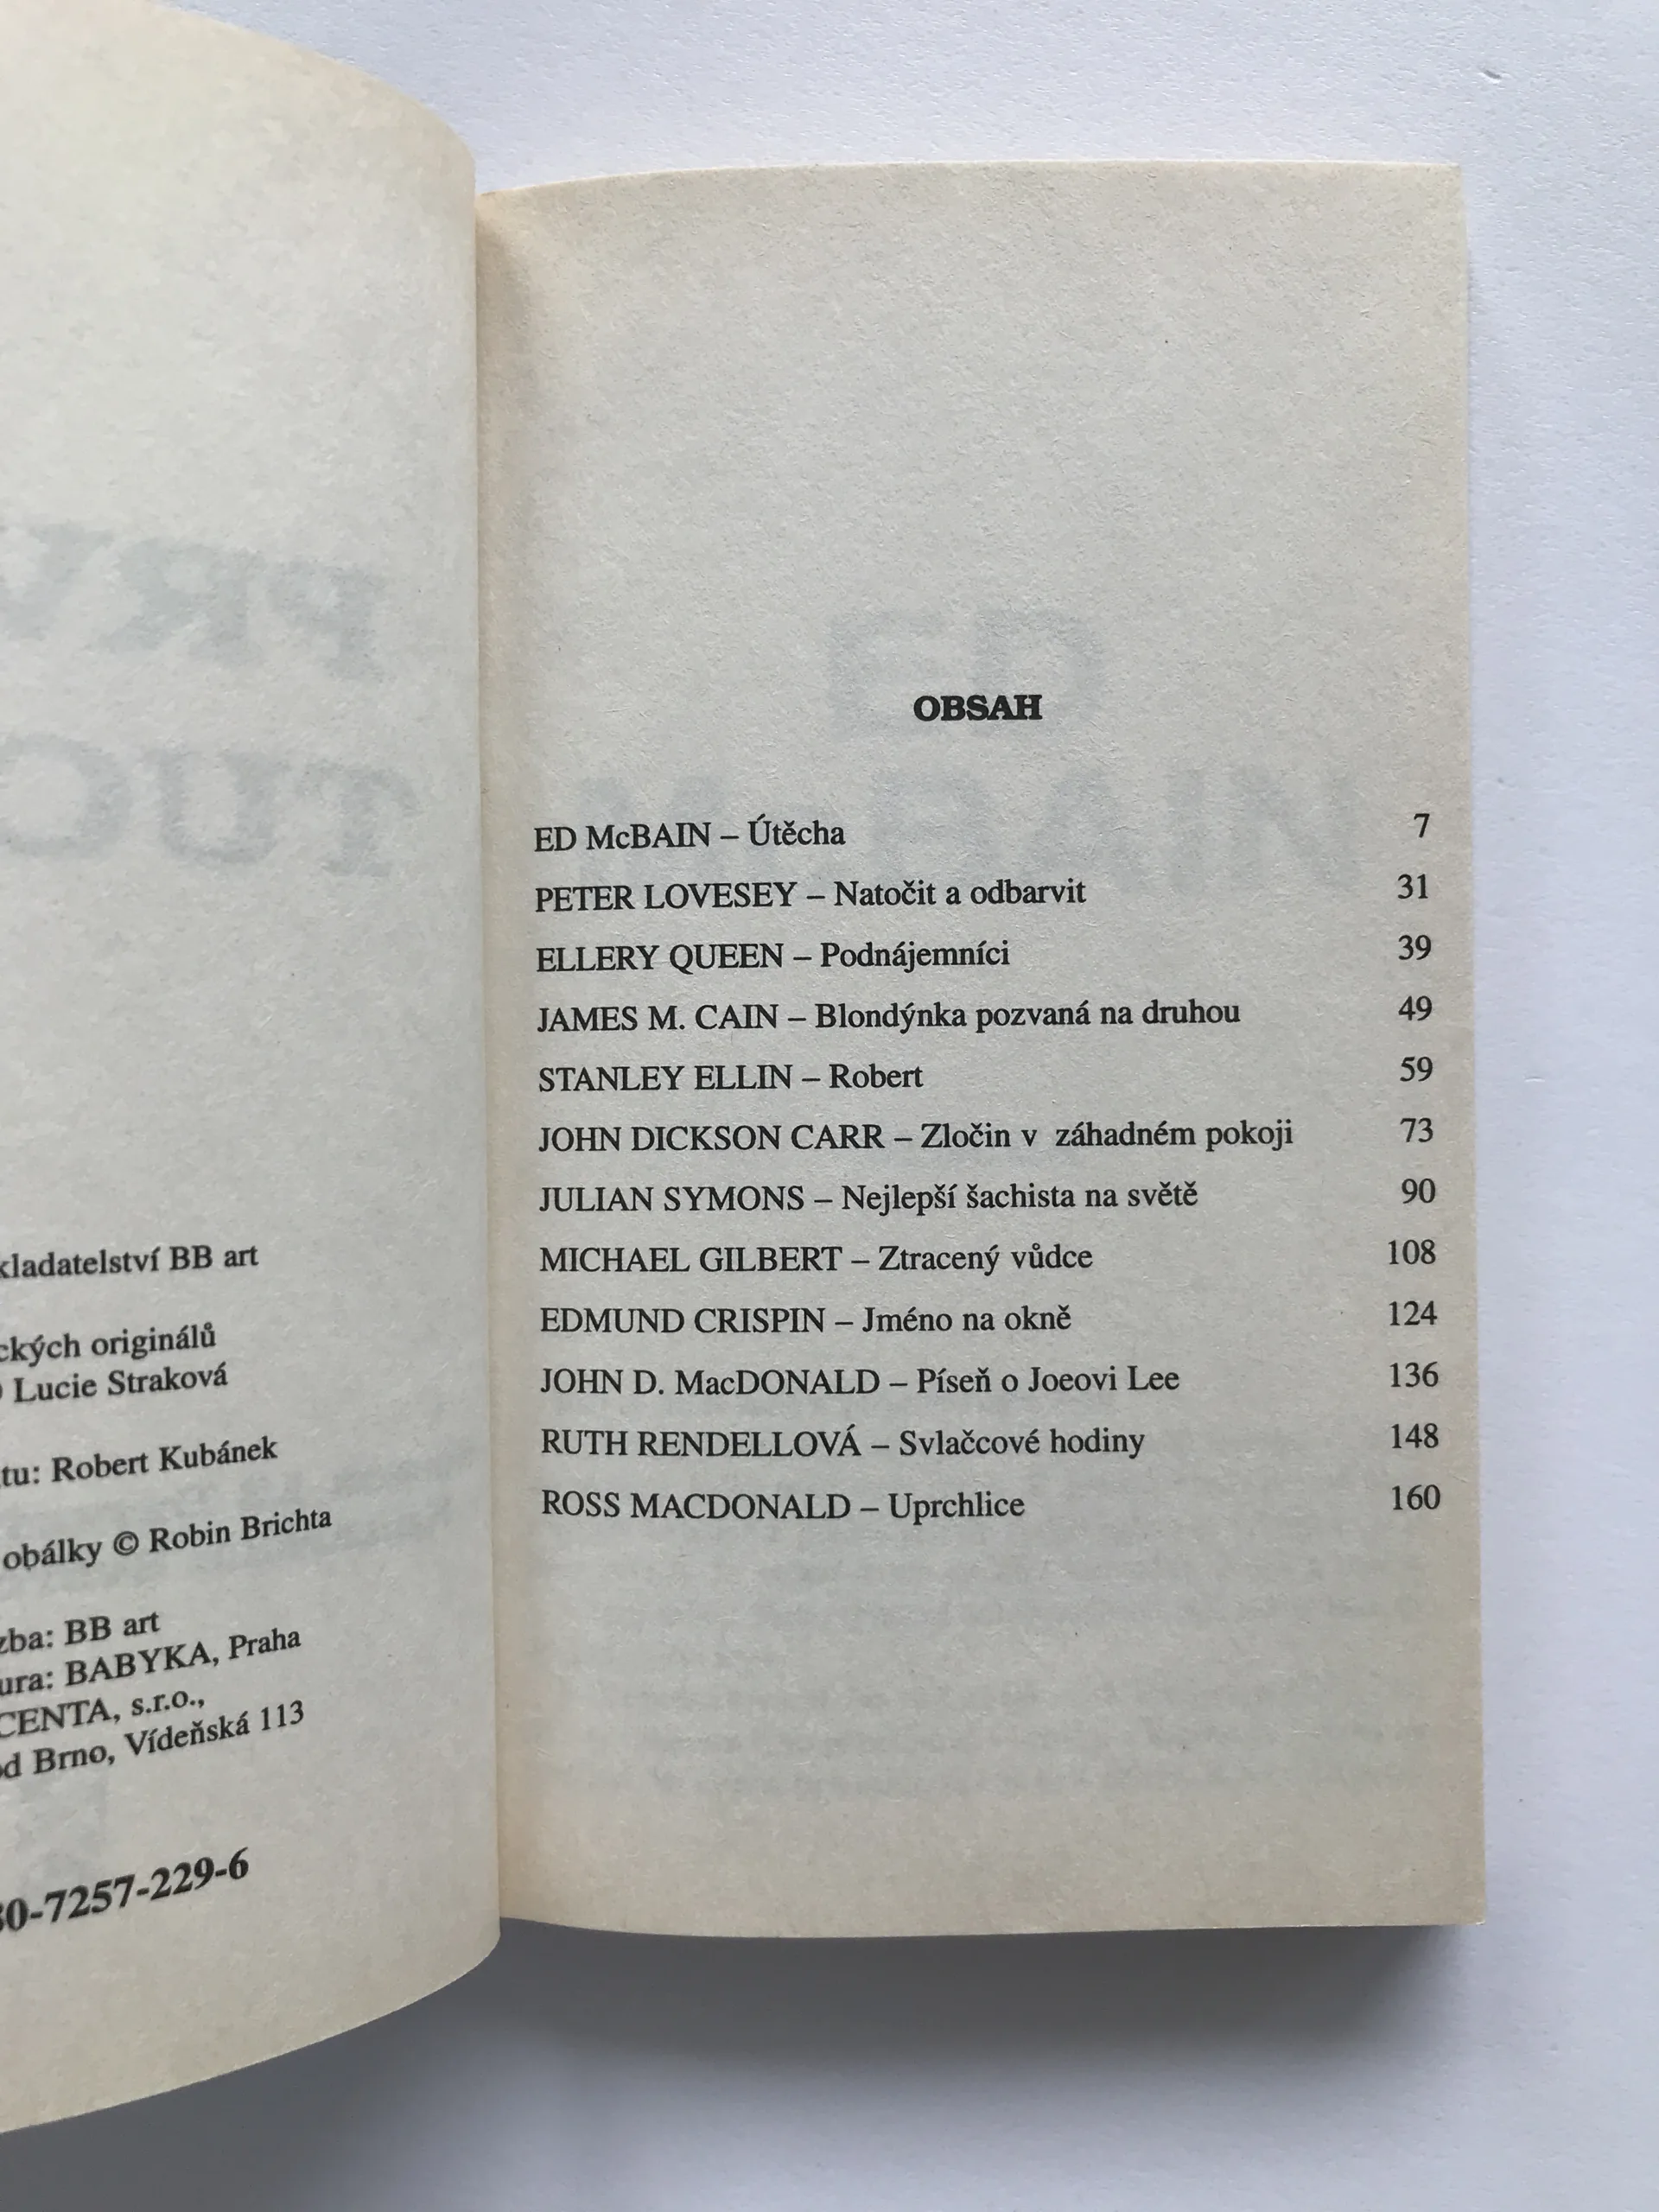 kladatelství BB art
ckých originálů
Lucie Straková
tu: Robert Kubánek
obálky © Robin Brichta
zba: BB art
ura: BABYKA, Praha
CENTA, s.r.o.,
od Brno, Vídeňská 113
80-7257-229-6
OBSAH
ED McBAIN – Útěcha 7
PETER LOVESEY – Natočit a odbarvit 31
ELLERY QUEEN – Podnájemníci 39
JAMES M. CAIN – Blondýnka pozvaná na druhou 49
STANLEY ELLIN – Robert 59
JOHN DICKSON CARR – Zločin v záhadném pokoji 73
JULIAN SYMONS – Nejlepší šachista na světě 90
MICHAEL GILBERT – Ztracený vůdce 108
EDMUND CRISPIN – Jméno na okně 124
JOHN D. MacDONALD – Píseň o Joeovi Lee 136
RUTH RENDELLOVÁ – Svlačcové hodiny 148
ROSS MACDONALD – Uprchlice 160